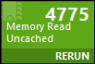 4775
Memory Read
Uncached
RERUN